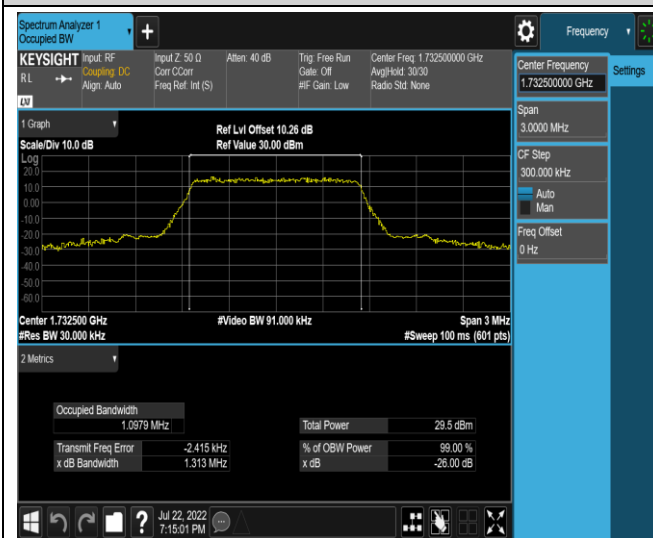 Spectrum Analyzer 1
Occupied BW
+
Frequency
KEYSIGHT
Input: RF
Coupling: DC
Align: Auto
Input Z: 50 Ω
Corr CCorr
Freq Ref: Int (S)
Atten: 40 dB
Trig: Free Run
Gate: Off
#IF Gain: Low
Center Freq: 1.732500000 GHz
Avg|Hold: 30/30
Radio Std: None
RL
LXI
Center Frequency
1.732500000 GHz
Settings
Span
3.0000 MHz
CF Step
300.000 kHz
Auto
Man
Freq Offset
0 Hz
1 Graph
Ref Lvl Offset 10.26 dB
Scale/Div 10.0 dB
Ref Value 30.00 dBm
Log
20.0
10.0
0.00
-10.0
-20.0
-30.0
-40.0
-50.0
-60.0
Center 1.732500 GHz
#Video BW 91.000 kHz
Span 3 MHz
#Res BW 30.000 kHz
#Sweep 100 ms (601 pts)
2 Metrics
Occupied Bandwidth
1.0979 MHz
Total Power
29.5 dBm
Transmit Freq Error
-2.415 kHz
% of OBW Power
99.00 %
x dB Bandwidth
1.313 MHz
x dB
-26.00 dB
?
Jul 22, 2022
7:15:01 PM